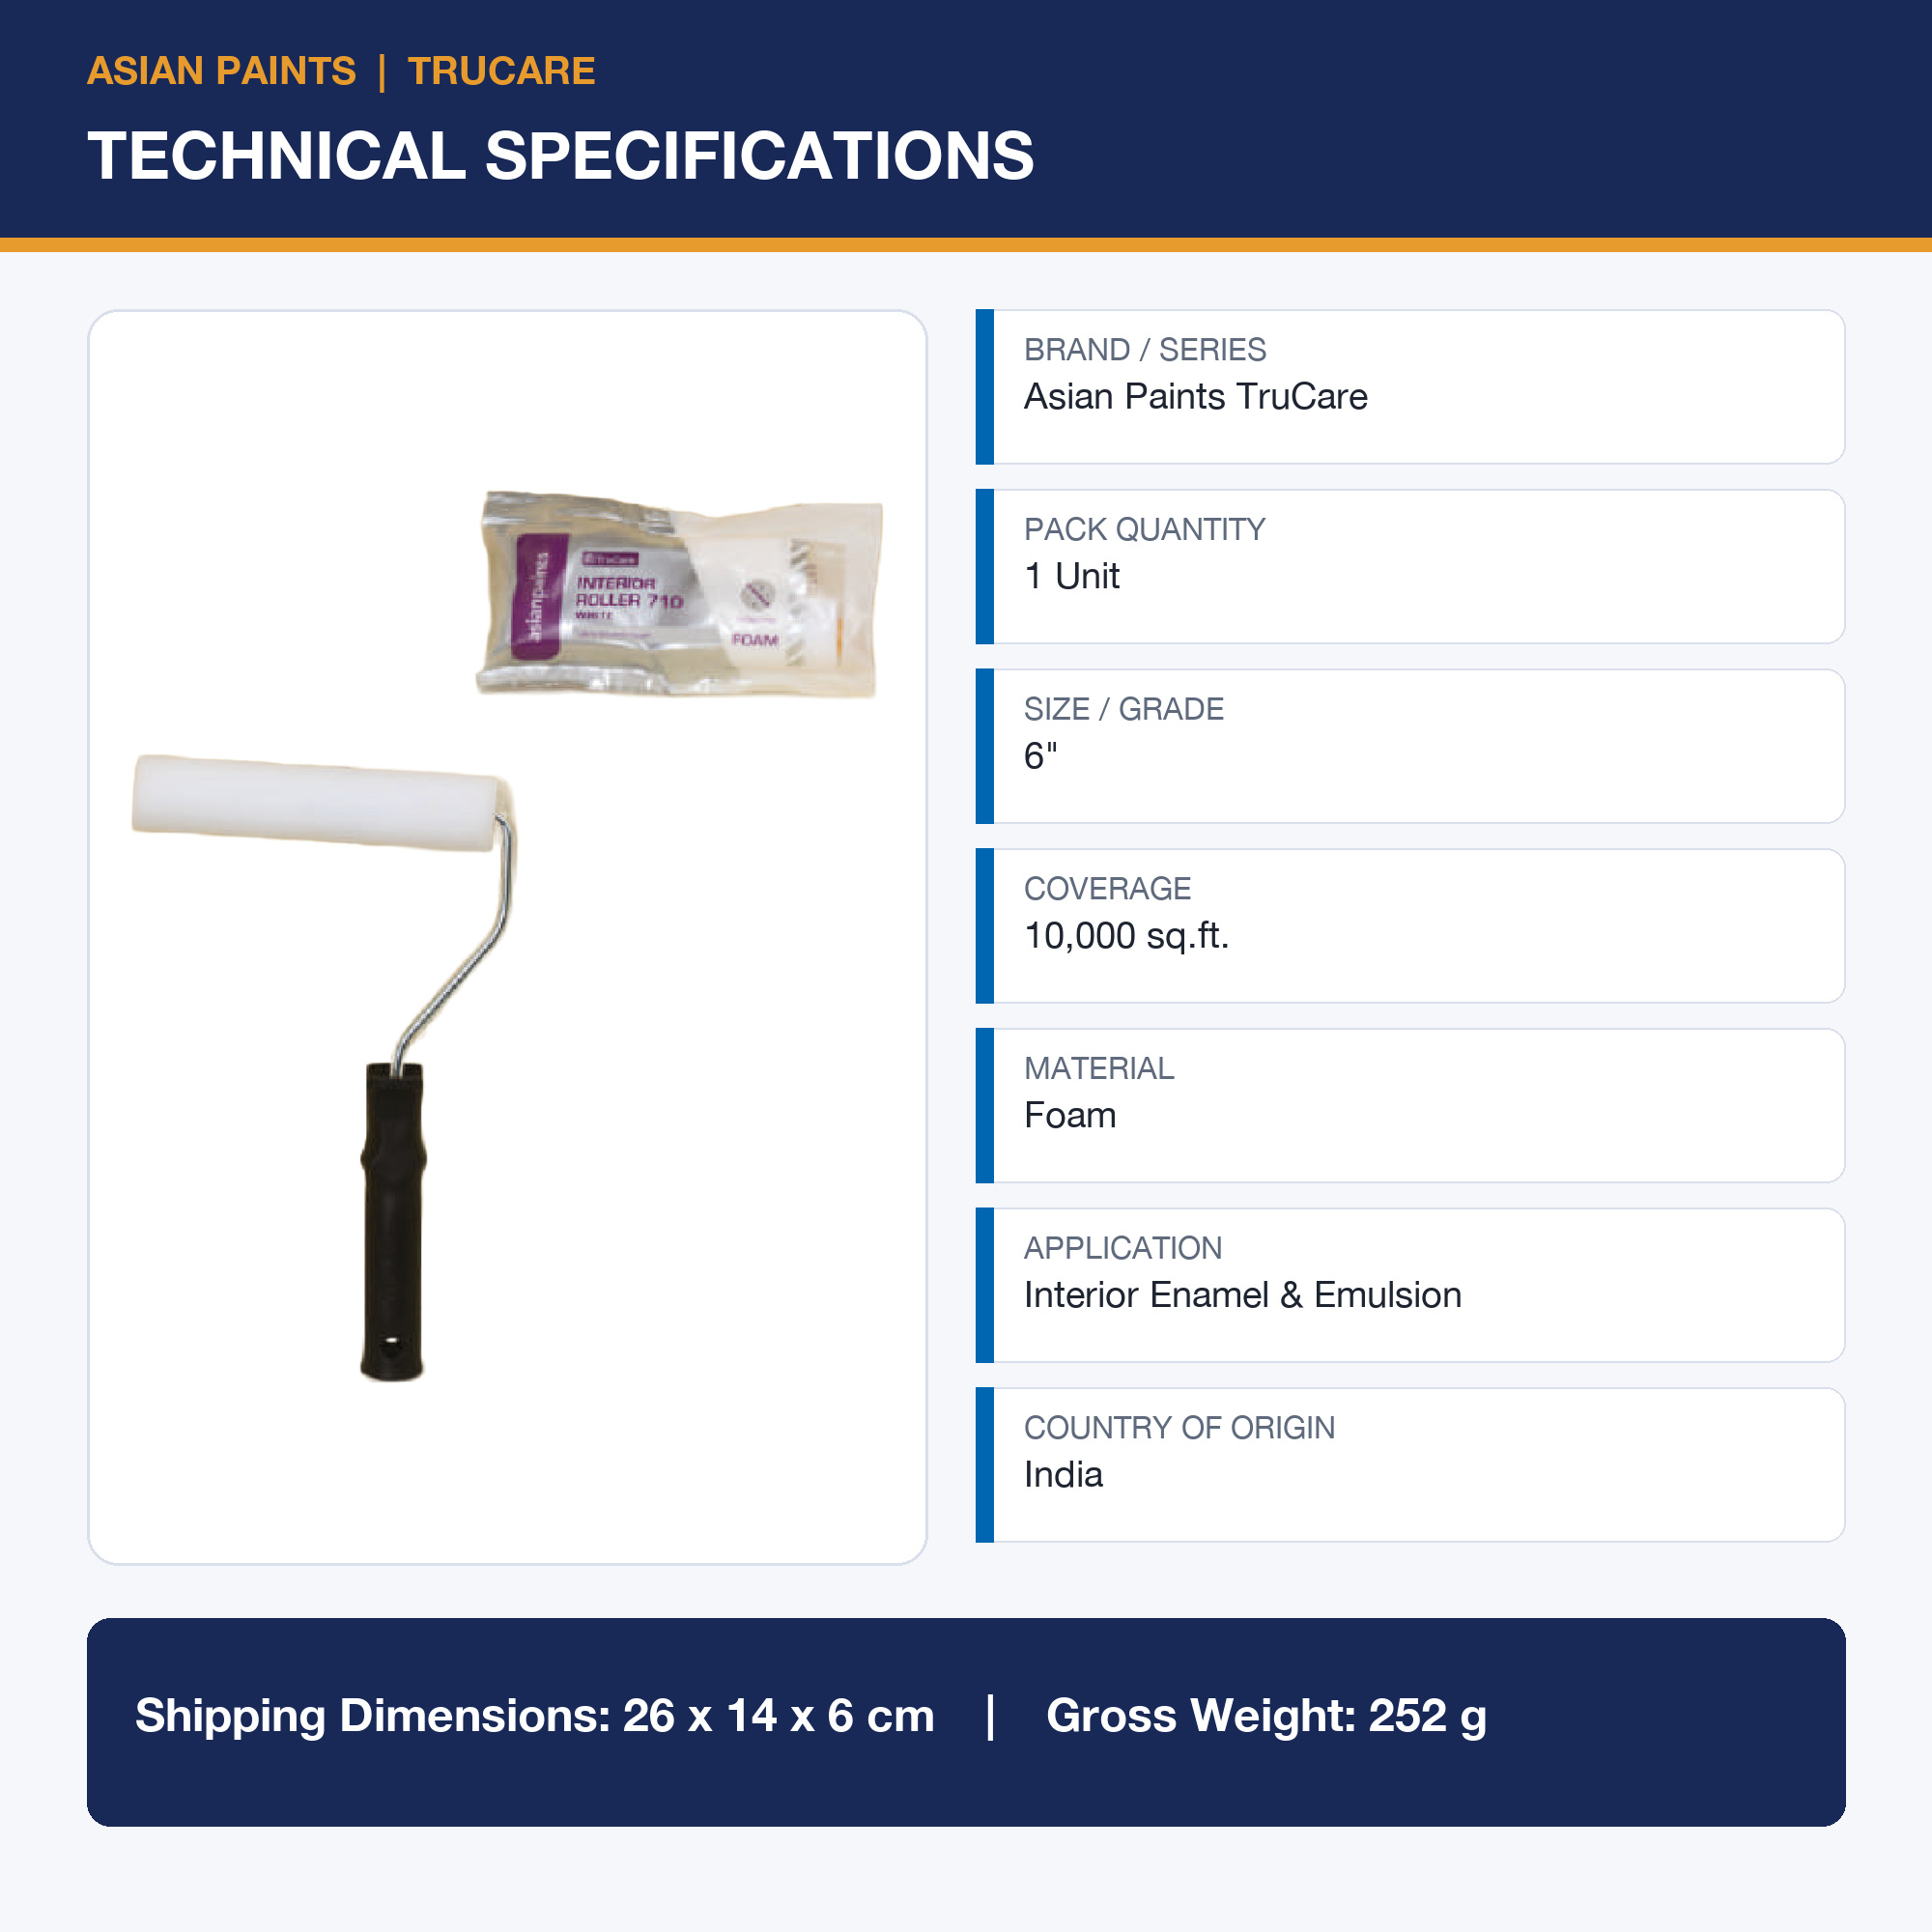 ASIAN PAINTS | TRUCARE
TECHNICAL SPECIFICATIONS
asianpaints
TruCare
INTERIOR
ROLLER 710
WHITE
FOAM
BRAND / SERIES
Asian Paints TruCare
PACK QUANTITY
1 Unit
SIZE / GRADE
6"
COVERAGE
10,000 sq.ft.
MATERIAL
Foam
APPLICATION
Interior Enamel & Emulsion
COUNTRY OF ORIGIN
India
Shipping Dimensions: 26 x 14 x 6 cm | Gross Weight: 252 g